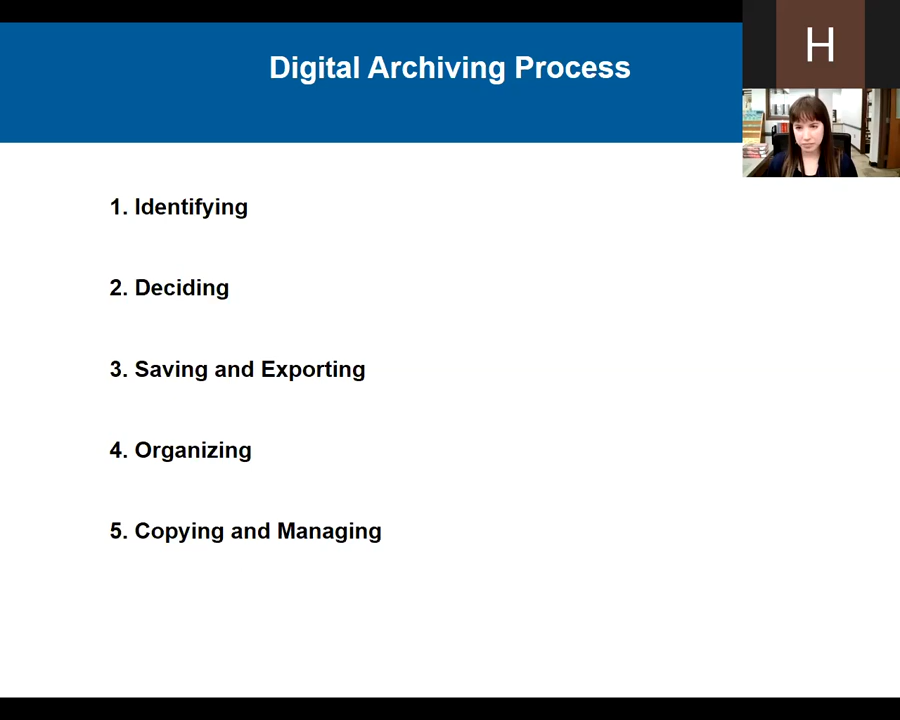 Digital Archiving Process
H
1. Identifying
2. Deciding
3. Saving and Exporting
4. Organizing
5. Copying and Managing